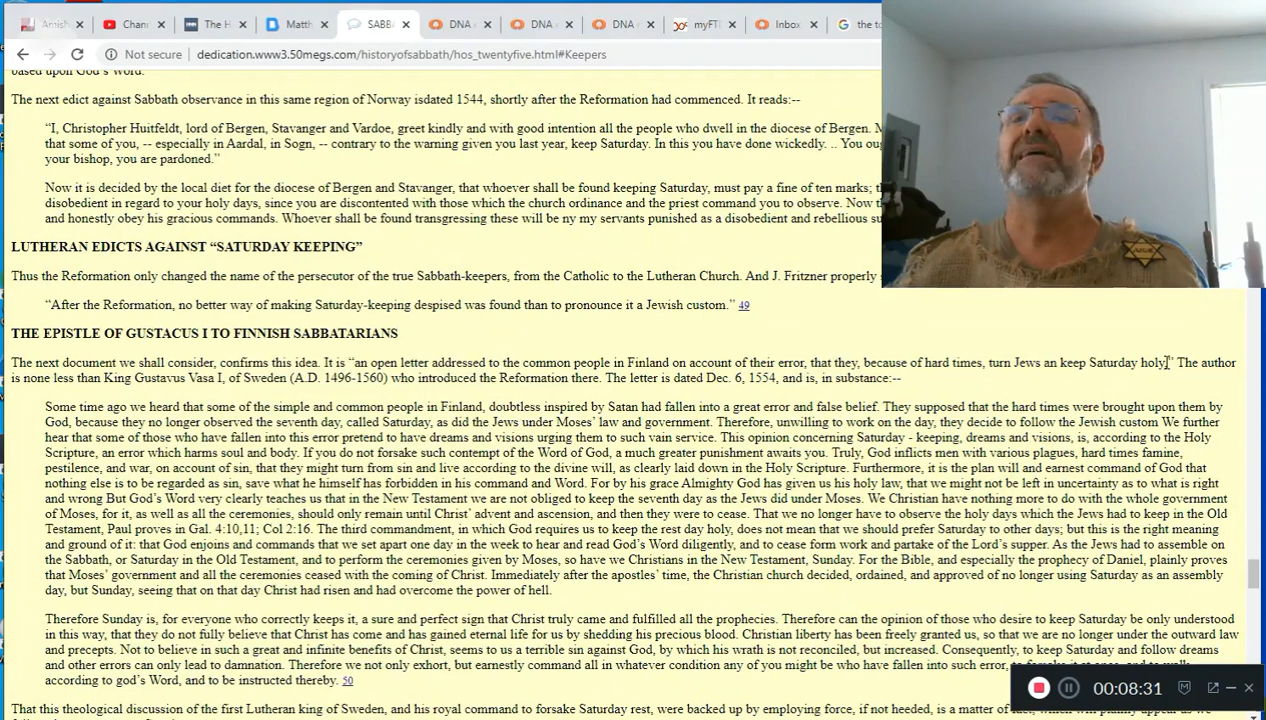 Amish
Chann
The H
Matth
SABB
DNA
DNA
DNA
myFT
Inbox
the to
Not secure
dedication.www3.50megs.com/historyofsabbath/hos_twentyfive.html#Keepers
based upon God's word.
The next edict against Sabbath observance in this same region of Norway isdated 1544, shortly after the Reformation had commenced. It reads:--
“I, Christopher Huitfeldt, lord of Bergen, Stavanger and Vardoe, greet kindly and with good intention all the people who dwell in the diocese of Bergen.
that some of you, -- especially in Aardal, in Sogn, -- contrary to the warning given you last year, keep Saturday. In this you have done wickedly. .. You
your bishop, you are pardoned.”
Now it is decided by the local diet for the diocese of Bergen and Stavanger, that whoever shall be found keeping Saturday, must pay a fine of ten marks;
disobedient in regard to your holy days, since you are discontented with those which the church ordinance and the priest command you to observe. Now
and honestly obey his gracious commands. Whoever shall be found transgressing these will be ny my servants punished as a disobedient and rebellious
LUTHERAN EDICTS AGAINST “SATURDAY KEEPING”
Thus the Reformation only changed the name of the persecutor of the true Sabbath-keepers, from the Catholic to the Lutheran Church. And J. Fritzner properly
“After the Reformation, no better way of making Saturday-keeping despised was found than to pronounce it a Jewish custom.” 49
THE EPISTLE OF GUSTACUS I TO FINNISH SABBATARIANS
The next document we shall consider, confirms this idea. It is “an open letter addressed to the common people in Finland on account of their error, that they, because of hard times, turn Jews an keep Saturday holy.” The author
is none less than King Gustavus Vasa I, of Sweden (A.D. 1496-1560) who introduced the Reformation there. The letter is dated Dec. 6, 1554, and is, in substance:--
Some time ago we heard that some of the simple and common people in Finland, doubtless inspired by Satan had fallen into a great error and false belief. They supposed that the hard times were brought upon them by
God, because they no longer observed the seventh day, called Saturday, as did the Jews under Moses' law and government. Therefore, unwilling to work on the day, they decide to follow the Jewish custom We further
hear that some of those who have fallen into this error pretend to have dreams and visions urging them to such vain service. This opinion concerning Saturday - keeping, dreams and visions, is, according to the Holy
Scripture, an error which harms soul and body. If you do not forsake such contempt of the Word of God, a much greater punishment awaits you. Truly, God inflicts men with various plagues, hard times famine,
pestilence, and war, on account of sin, that they might turn from sin and live according to the divine will, as clearly laid down in the Holy Scripture. Furthermore, it is the plan will and earnest command of God that
nothing else is to be regarded as sin, save what he himself has forbidden in his command and Word. For by his grace Almighty God has given us his holy law, that we might not be left in uncertainty as to what is right
and wrong But God's Word very clearly teaches us that in the New Testament we are not obliged to keep the seventh day as the Jews did under Moses. We Christian have nothing more to do with the whole government
of Moses, for it, as well as all the ceremonies, should only remain until Christ' advent and ascension, and then they were to cease. That we no longer have to observe the holy days which the Jews had to keep in the Old
Testament, Paul proves in Gal. 4:10,11; Col 2:16. The third commandment, in which God requires us to keep the rest day holy, does not mean that we should prefer Saturday to other days; but this is the right meaning
and ground of it: that God enjoins and commands that we set apart one day in the week to hear and read God's Word diligently, and to cease form work and partake of the Lord's supper. As the Jews had to assemble on
the Sabbath, or Saturday in the Old Testament, and to perform the ceremonies given by Moses, so have we Christians in the New Testament, Sunday. For the Bible, and especially the prophecy of Daniel, plainly proves
that Moses' government and all the ceremonies ceased with the coming of Christ. Immediately after the apostles' time, the Christian church decided, ordained, and approved of no longer using Saturday as an assembly
day, but Sunday, seeing that on that day Christ had risen and had overcome the power of hell.
Therefore Sunday is, for everyone who correctly keeps it, a sure and perfect sign that Christ truly came and fulfilled all the prophecies. Therefore can the opinion of those who desire to keep Saturday be only understood
in this way, that they do not fully believe that Christ has come and has gained eternal life for us by shedding his precious blood. Christian liberty has been freely granted us, so that we are no longer under the outward law
and precepts. Not to believe in such a great and infinite benefits of Christ, seems to us a terrible sin against God, by which his wrath is not reconciled, but increased. Consequently, to keep Saturday and follow dreams
and other errors can only lead to damnation. Therefore we not only exhort, but earnestly command all in whatever condition any of you might be who have fallen into such error,
according to god's Word, and to be instructed thereby. 50
That this theological discussion of the first Lutheran king of Sweden, and his royal command to forsake Saturday rest, were backed up by employing force, if not heeded, is a matter of
00:08:31